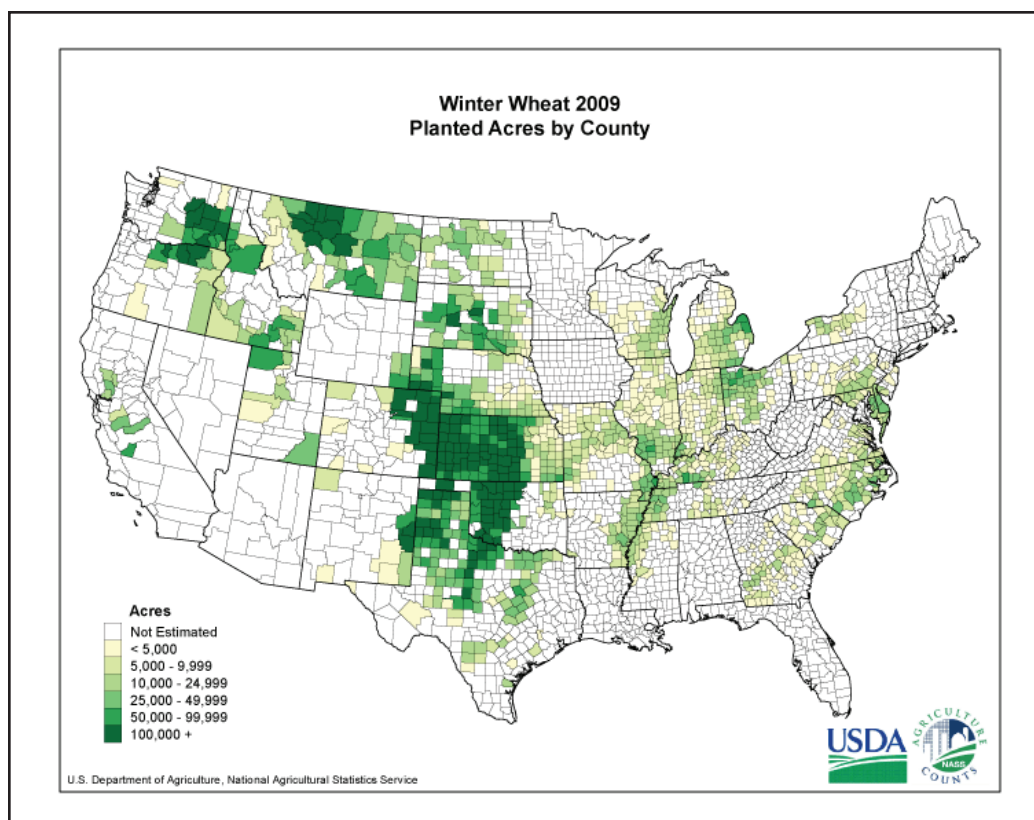 Winter Wheat 2009
Planted Acres by County
Acres
Not Estimated
< 5,000
5,000 - 9,999
10,000 - 24,999
25,000 - 49,999
50,000 - 99,999
100,000 +
U.S. Department of Agriculture, National Agricultural Statistics Service
USDA
AGRICULTURE
NASS
COUNTS